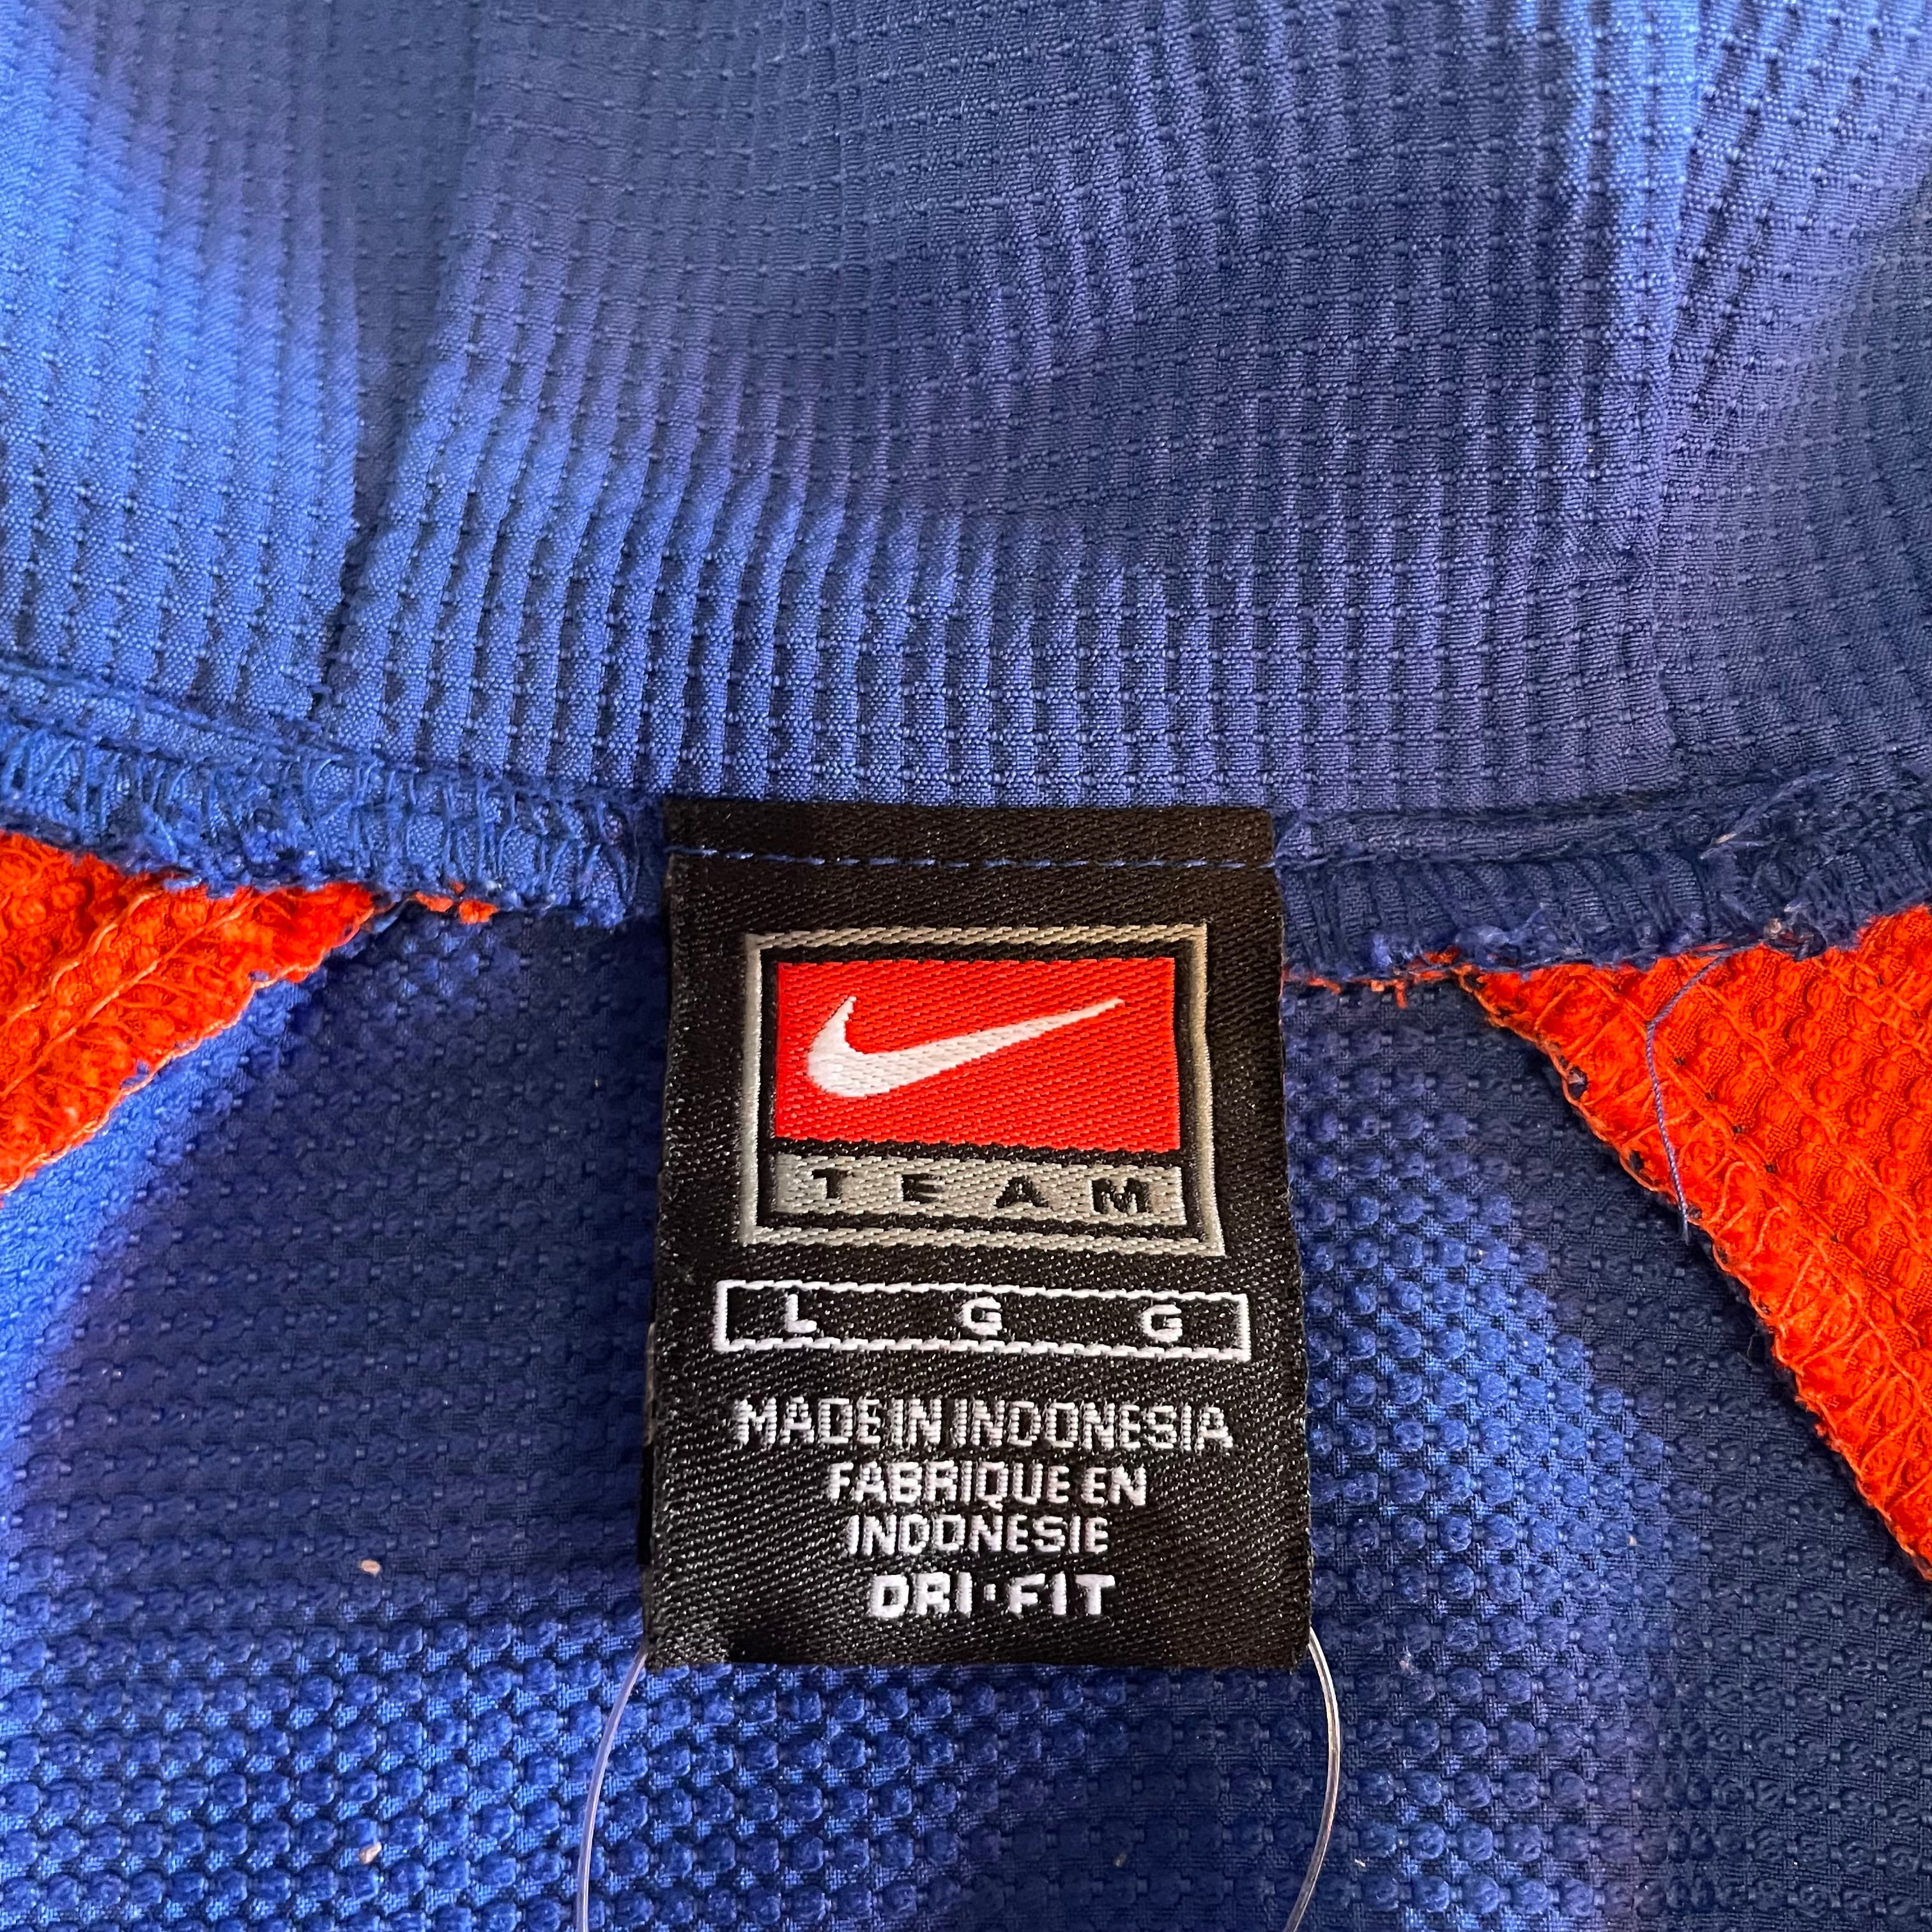 TEAM
L G G
MADE IN INDONESIA
FABRIQUE EN
INDONESIE
DRI·FIT